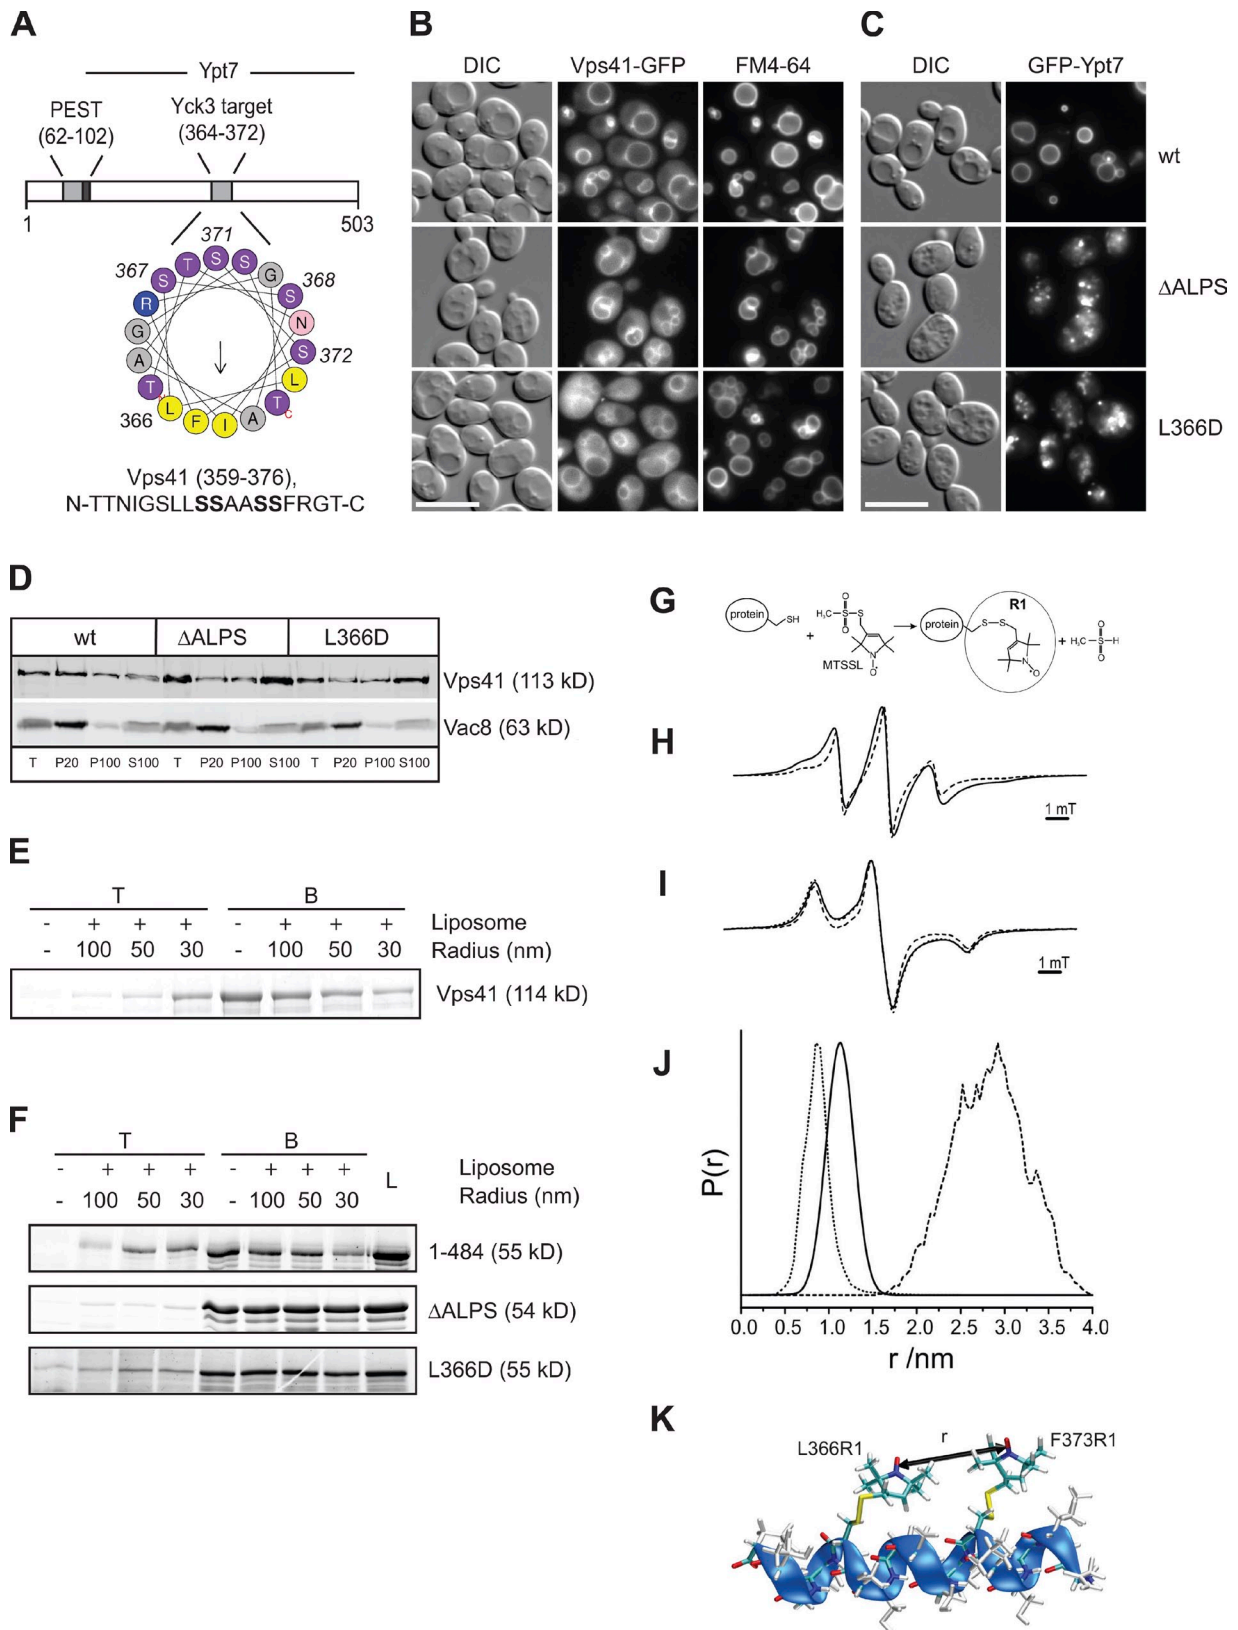 A
Ypt7
PEST
(62-102)
Yck3 target
(364-372)
1
503
371
367
368
372
366
S
T
S
S
G
S
N
S
L
T
C
A
I
F
L
T
A
G
R
Vps41 (359-376),
N-TTNIGSLLSSAASSFRGT-C
B
DIC
Vps41-GFP
FM4-64
C
DIC
GFP-Ypt7
wt
ΔALPS
L366D
D
wt
ΔALPS
L366D
Vps41 (113 kD)
Vac8 (63 kD)
T P20 P100 S100 T P20 P100 S100 T P20 P100 S100
E
T B
- + + + - + + + Liposome
- 100 50 30 - 100 50 30 Radius (nm)
Vps41 (114 kD)
F
T B
- + + + - + + + L Liposome
- 100 50 30 - 100 50 30 Radius (nm)
1-484 (55 kD)
ΔALPS (54 kD)
L366D (55 kD)
G
protein
SH
+
H₃C
O
S
S
O
N
O
MTSSL
R1
protein
S
S
N
O
+
H₃C
O
S
H
O
H
1 mT
I
1 mT
J
P(r)
0.0 0.5 1.0 1.5 2.0 2.5 3.0 3.5 4.0
r /nm
K
L366R1
r
F373R1